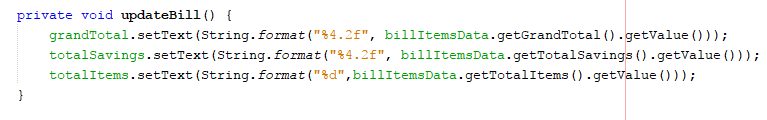 private void updateBill() {
    grandTotal.setText(String.format("%4.2f", billItemsData.getGrandTotal().getValue()));
    totalSavings.setText(String.format("%4.2f", billItemsData.getTotalSavings().getValue()));
    totalItems.setText(String.format("%d",billItemsData.getTotalItems().getValue()));
}